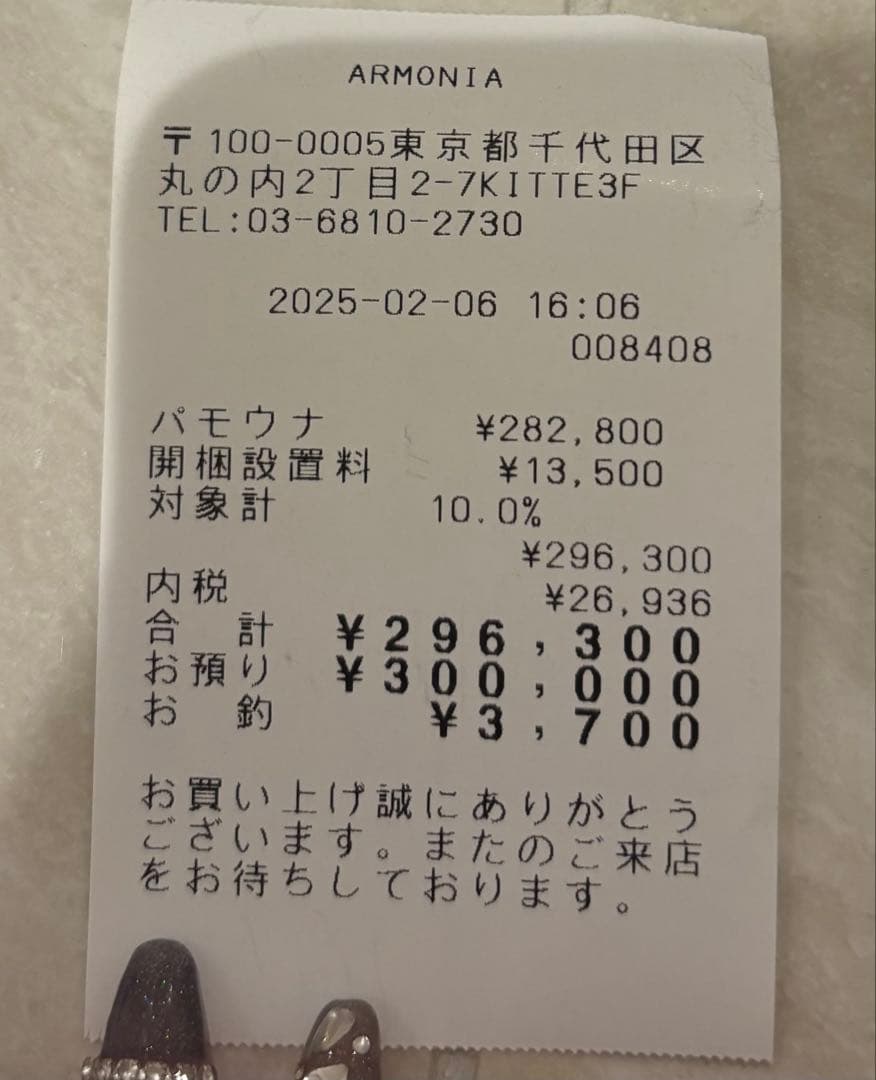 ARMONIA
〒100-0005東京都千代田区
丸の内2丁目2-7KITTE3F
TEL:03-6810-2730
2025-02-06 16:06
008408
パモウナ ¥282,800
開梱設置料 ¥13,500
対象計 10.0%
¥296,300
内税 ¥26,936
合計 ¥296,300
お預り ¥300,000
お釣 ¥3,700
お買い上げ誠にありがとう
ございます。またのご来店
をお待ちしております。